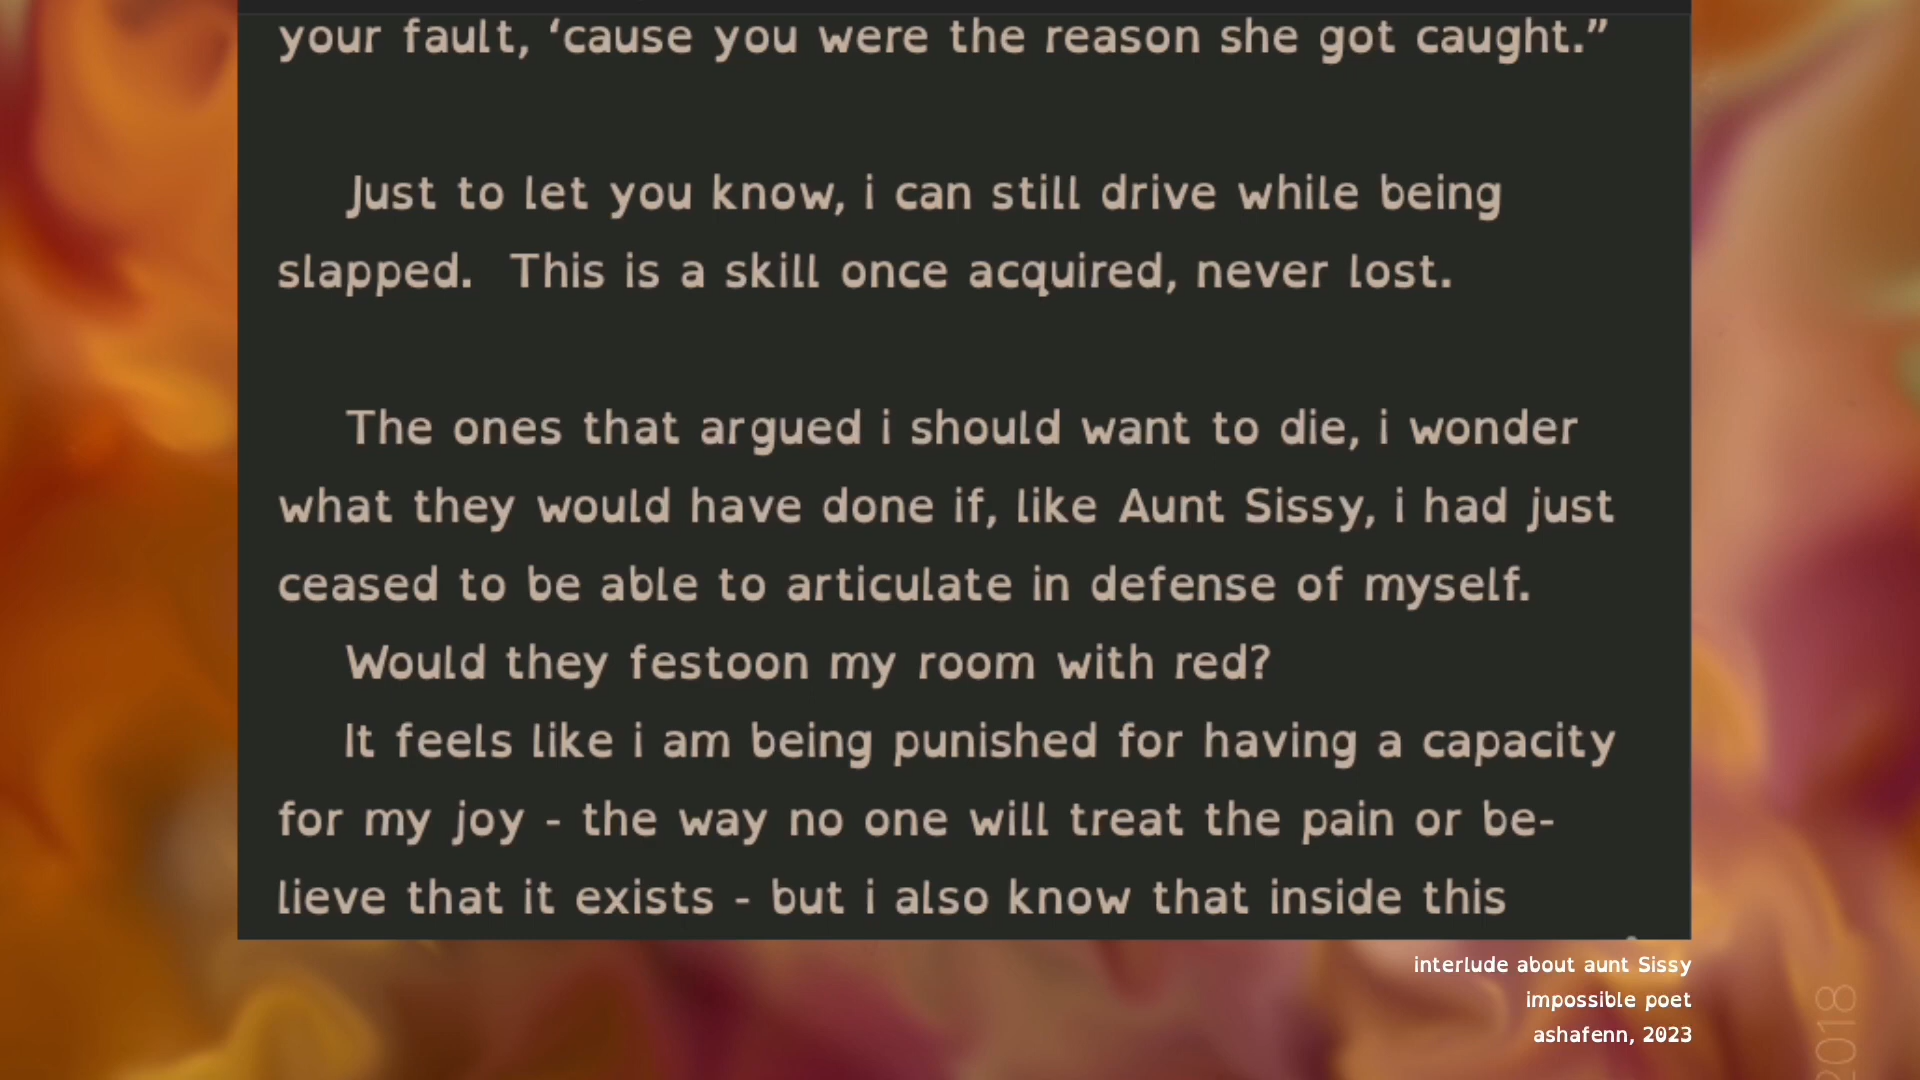 your fault, ‘cause you were the reason she got caught.”
Just to let you know, i can still drive while being
slapped.  This is a skill once acquired, never lost.
The ones that argued i should want to die, i wonder
what they would have done if, like Aunt Sissy, i had just
ceased to be able to articulate in defense of myself.
Would they festoon my room with red?
It feels like i am being punished for having a capacity
for my joy - the way no one will treat the pain or be-
lieve that it exists - but i also know that inside this
interlude about aunt Sissy
impossible poet
ashafenn, 2023
2018